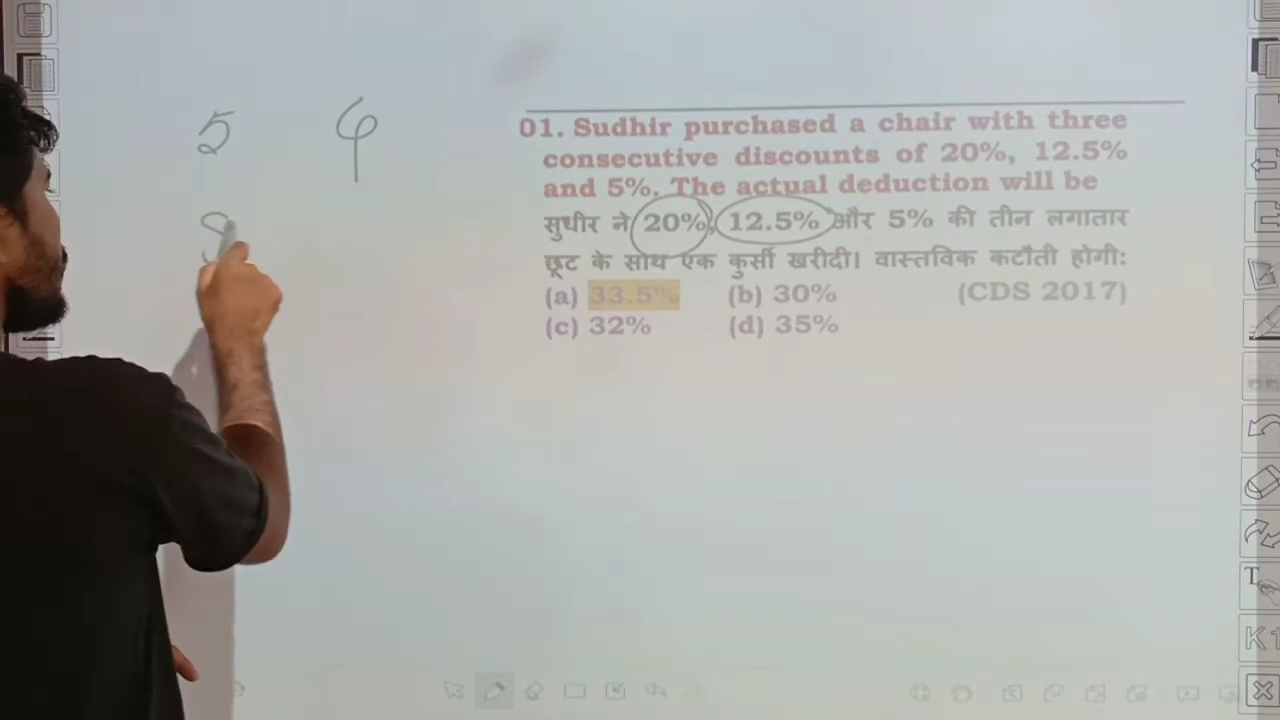 5 4
8
01. Sudhir purchased a chair with three
consecutive discounts of 20%, 12.5%
and 5%. The actual deduction will be
सुधीर ने 20%, 12.5% और 5% की तीन लगातार
छूट के साथ एक कुर्सी खरीदी। वास्तविक कटौती होगी:
(a) 33.5% (b) 30% (CDS 2017)
(c) 32% (d) 35%
T
K1